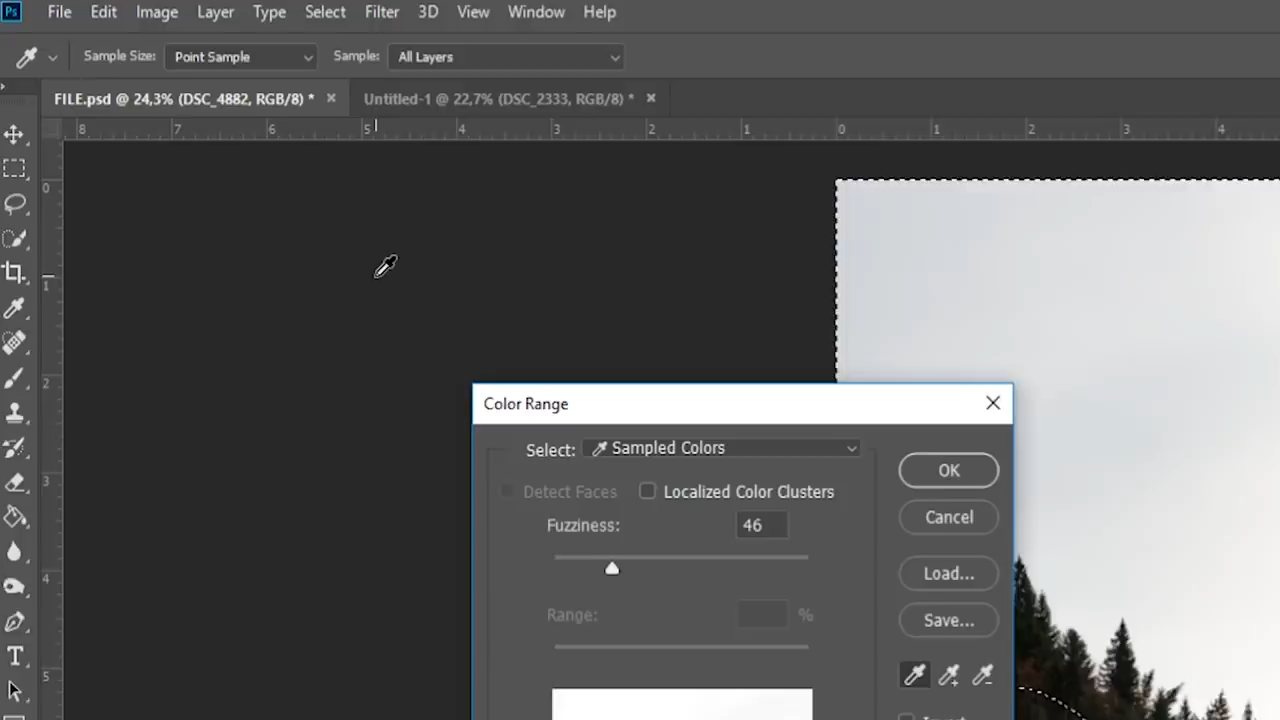 Ps File Edit Image Layer Type Select Filter 3D View Window Help
Sample Size: Point Sample Sample: All Layers
FILE.psd @ 24,3% (DSC_4882, RGB/8) * × Untitled-1 @ 22,7% (DSC_2333, RGB/8) * ×
8 7 6 5 4 3 2 1 0 1 2 3 4
0
1
2
Color Range
Select: Sampled Colors
OK
3
Detect Faces Localized Color Clusters
Fuzziness: 46
Cancel
4
Load...
Range: %
Save...
T
5